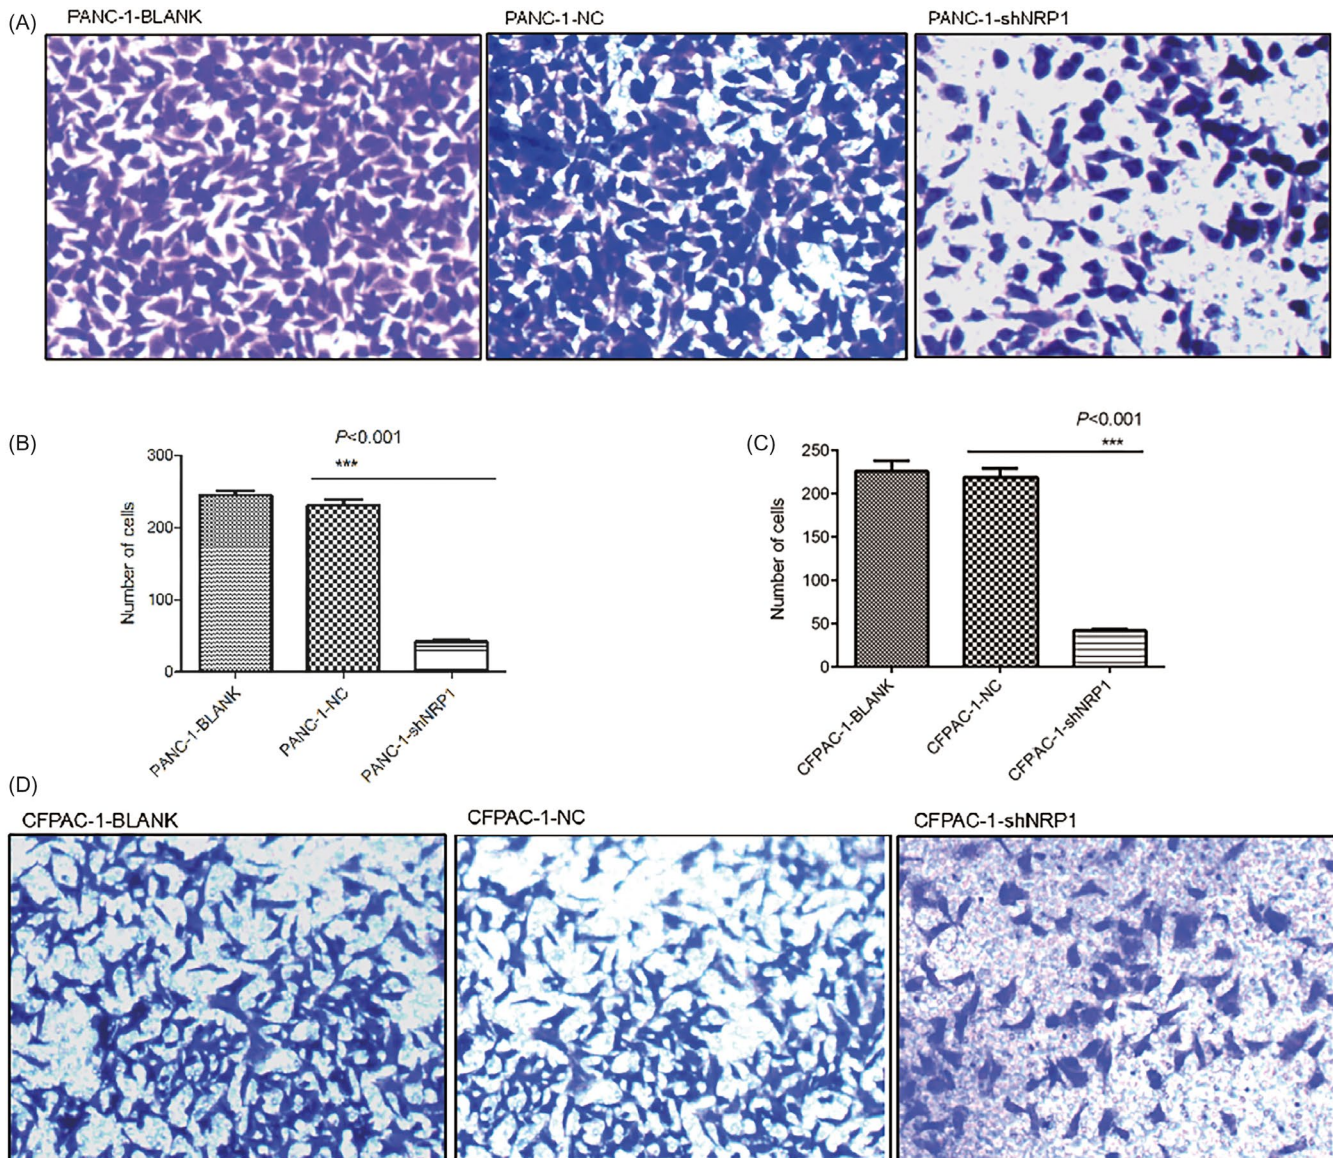 (A)
PANC-1-BLANK
PANC-1-NC
PANC-1-shNRP1
(B)
P<0.001
***
300
200
100
0
Number of cells
PANC-1-BLANK
PANC-1-NC
PANC-1-shNRP1
(C)
P<0.001
***
250
200
150
100
50
0
Number of cells
CFPAC-1-BLANK
CFPAC-1-NC
CFPAC-1-shNRP1
(D)
CFPAC-1-BLANK
CFPAC-1-NC
CFPAC-1-shNRP1